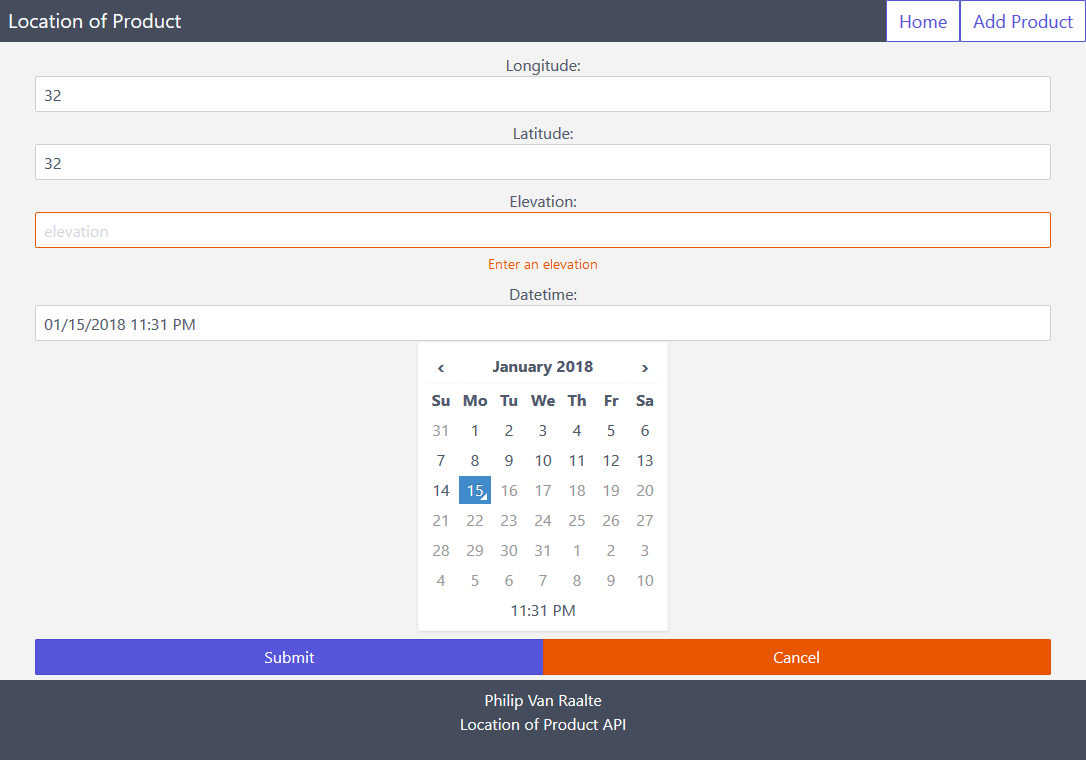 Location of Product Home Add Product
Longitude:
32
Latitude:
32
Elevation:
elevation
Enter an elevation
Datetime:
01/15/2018 11:31 PM
‹ January 2018 ›
Su Mo Tu We Th Fr Sa
31 1 2 3 4 5 6
7 8 9 10 11 12 13
14 15 16 17 18 19 20
21 22 23 24 25 26 27
28 29 30 31 1 2 3
4 5 6 7 8 9 10
11:31 PM
Submit Cancel
Philip Van Raalte
Location of Product API